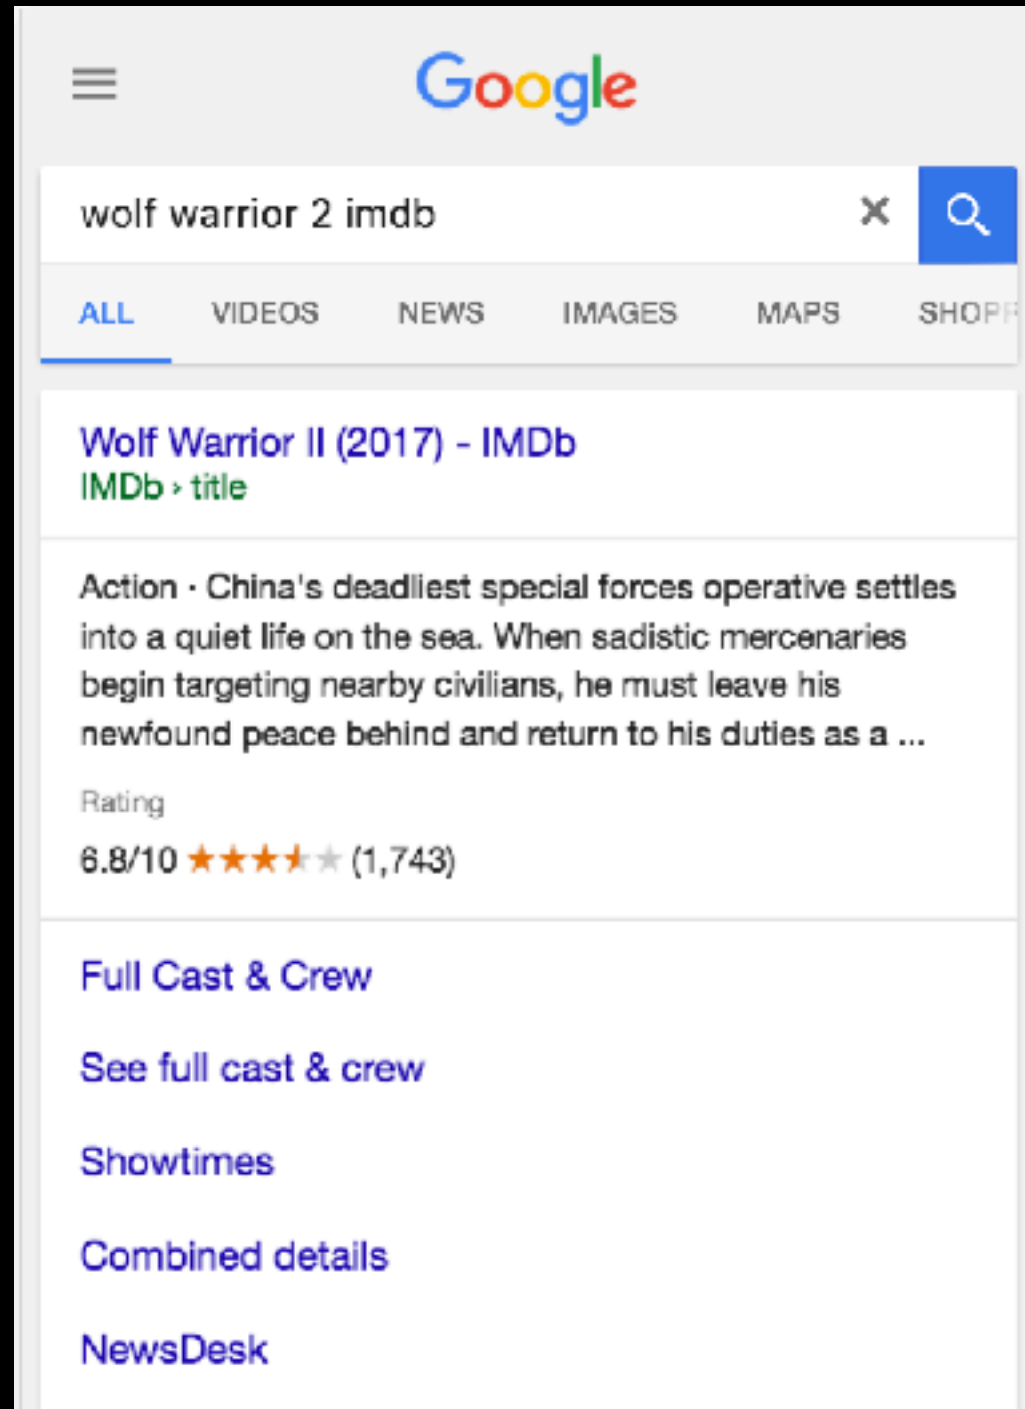 Google
wolf warrior 2 imdb
ALL VIDEOS NEWS IMAGES MAPS SHOPP
Wolf Warrior II (2017) - IMDb
IMDb › title
Action · China's deadliest special forces operative settles
into a quiet life on the sea. When sadistic mercenaries
begin targeting nearby civilians, he must leave his
newfound peace behind and return to his duties as a ...
Rating
6.8/10 ★★★★★ (1,743)
Full Cast & Crew
See full cast & crew
Showtimes
Combined details
NewsDesk